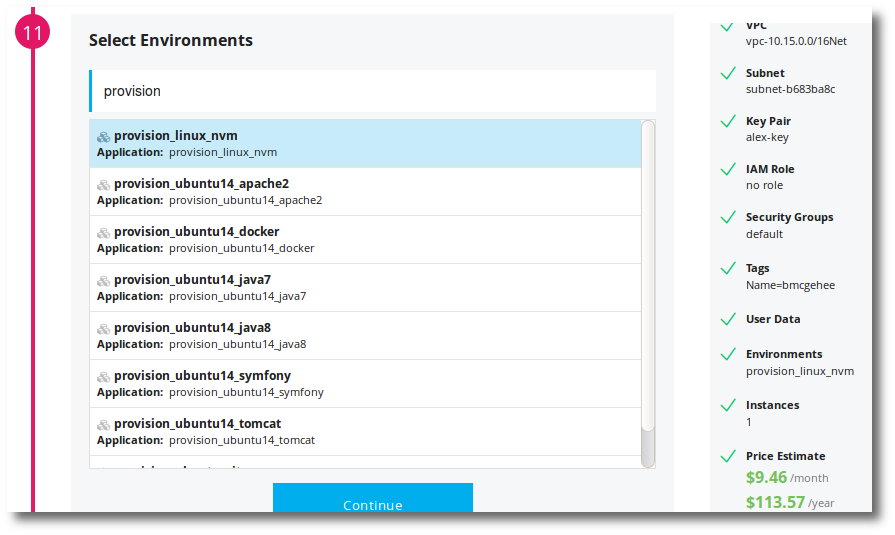 11
Select Environments
provision
provision_linux_nvm
Application: provision_linux_nvm
provision_ubuntu14_apache2
Application: provision_ubuntu14_apache2
provision_ubuntu14_docker
Application: provision_ubuntu14_docker
provision_ubuntu14_java7
Application: provision_ubuntu14_java7
provision_ubuntu14_java8
Application: provision_ubuntu14_java8
provision_ubuntu14_symfony
Application: provision_ubuntu14_symfony
provision_ubuntu14_tomcat
Application: provision_ubuntu14_tomcat
Continue
VPC
vpc-10.15.0.0/16Net
Subnet
subnet-b683ba8c
Key Pair
alex-key
IAM Role
no role
Security Groups
default
Tags
Name=bmcgehee
User Data
Environments
provision_linux_nvm
Instances
1
Price Estimate
$9.46 /month
$113.57 /year